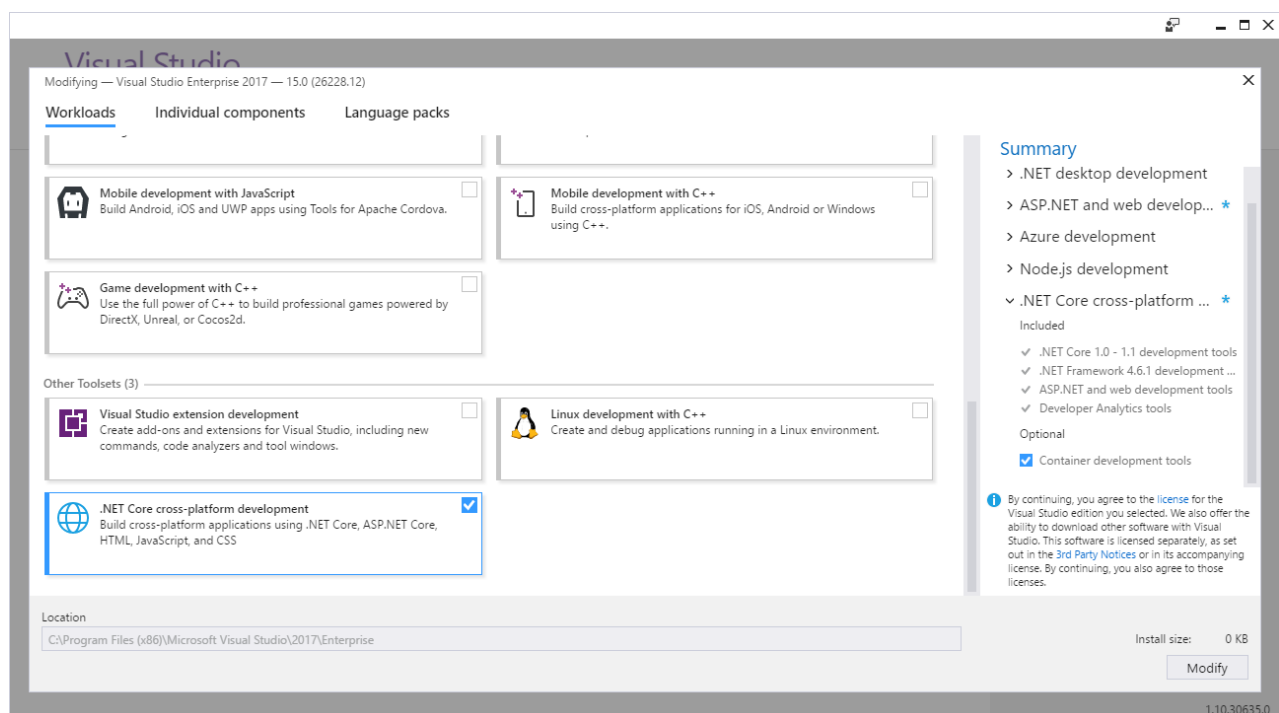 Visual Studio
Modifying — Visual Studio Enterprise 2017 — 15.0 (26228.12)
Workloads
Individual components
Language packs
Mobile development with JavaScript
Build Android, iOS and UWP apps using Tools for Apache Cordova.
Mobile development with C++
Build cross-platform applications for iOS, Android or Windows
using C++.
Game development with C++
Use the full power of C++ to build professional games powered by
DirectX, Unreal, or Cocos2d.
Other Toolsets (3)
Visual Studio extension development
Create add-ons and extensions for Visual Studio, including new
commands, code analyzers and tool windows.
Linux development with C++
Create and debug applications running in a Linux environment.
.NET Core cross-platform development
Build cross-platform applications using .NET Core, ASP.NET Core,
HTML, JavaScript, and CSS
Summary
.NET desktop development
ASP.NET and web develop... *
Azure development
Node.js development
.NET Core cross-platform ... *
Included
.NET Core 1.0 - 1.1 development tools
.NET Framework 4.6.1 development ...
ASP.NET and web development tools
Developer Analytics tools
Optional
Container development tools
By continuing, you agree to the license for the
Visual Studio edition you selected. We also offer the
ability to download other software with Visual
Studio. This software is licensed separately, as set
out in the 3rd Party Notices or in its accompanying
license. By continuing, you also agree to those
licenses.
Location
C:\Program Files (x86)\Microsoft Visual Studio\2017\Enterprise
Install size: 0 KB
Modify
1.10.30635.0